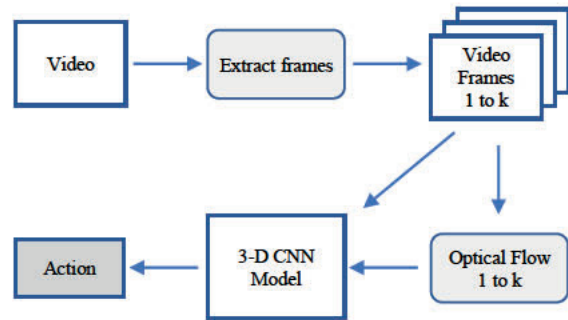 Video
Extract frames
Video
Frames
1 to k
Action
3-D CNN
Model
Optical Flow
1 to k